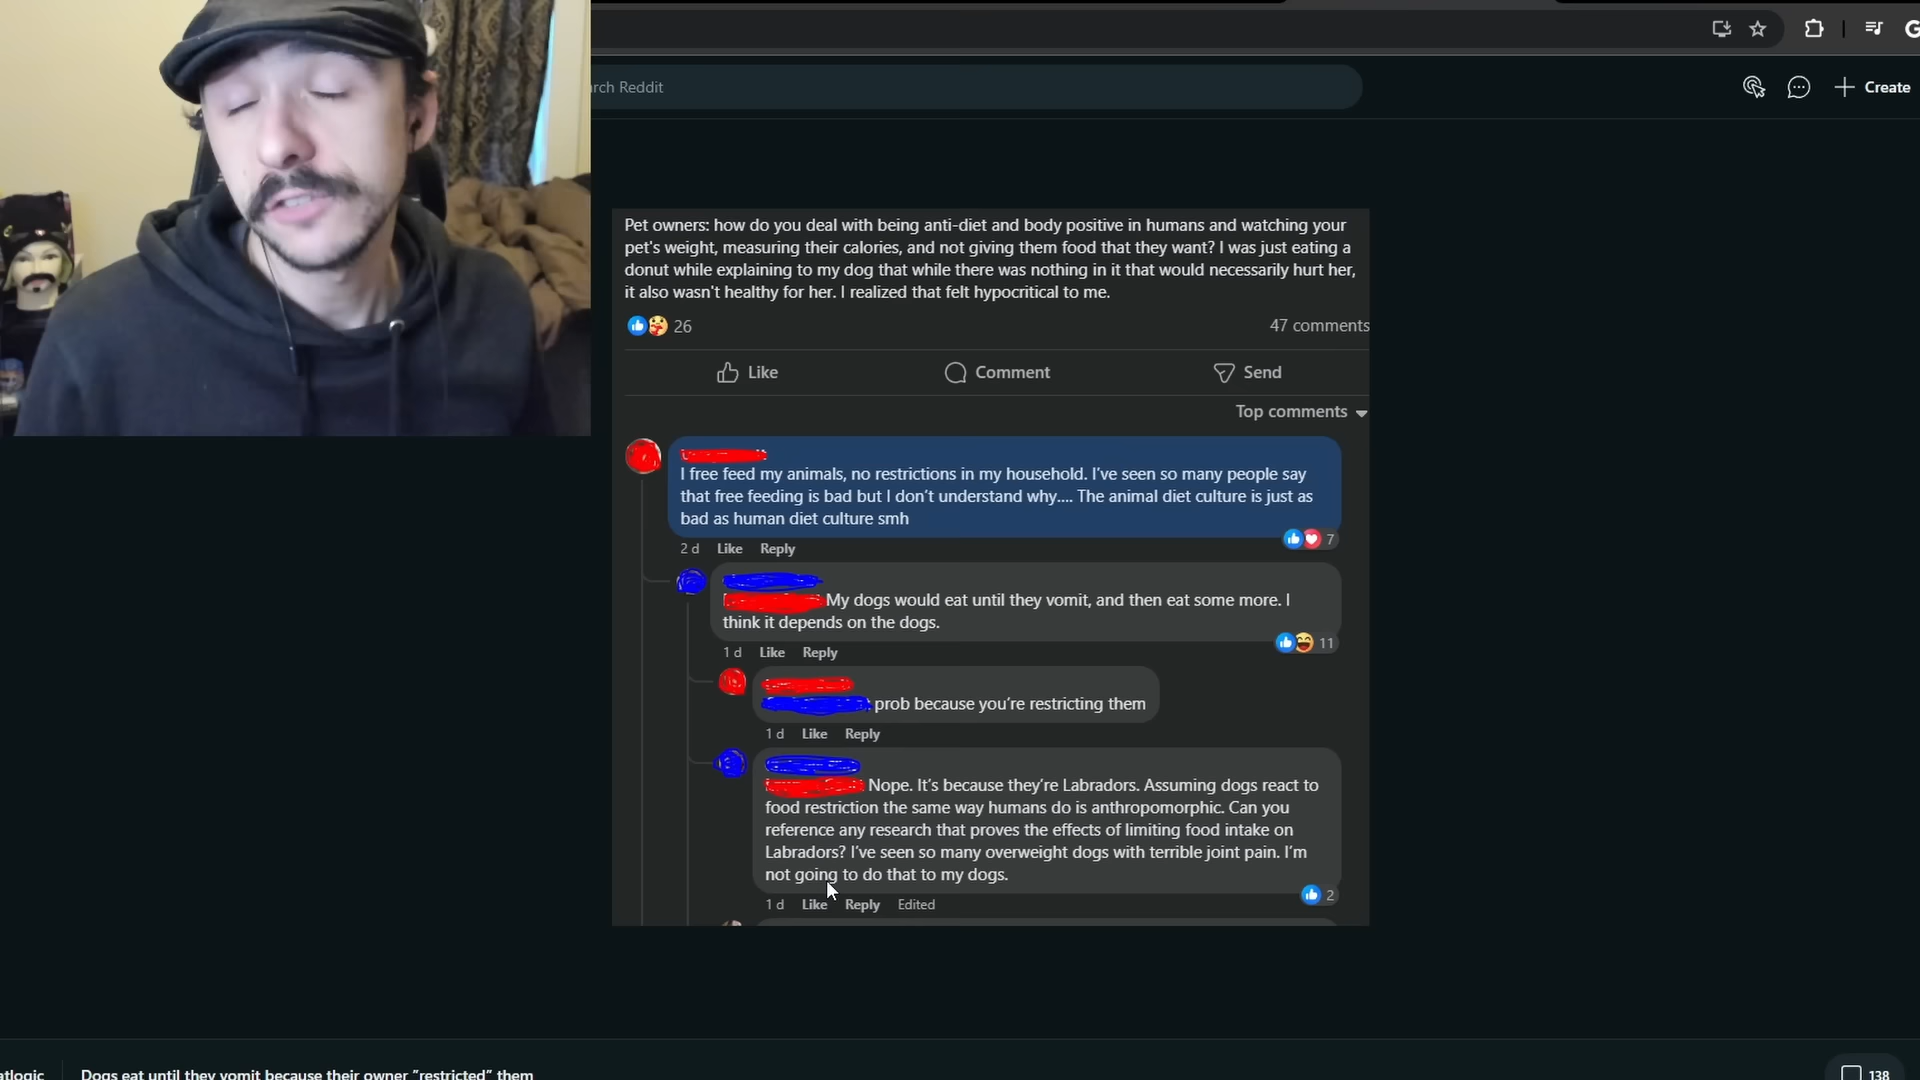 rch Reddit
Create
Pet owners: how do you deal with being anti-diet and body positive in humans and watching your
pet's weight, measuring their calories, and not giving them food that they want? I was just eating a
donut while explaining to my dog that while there was nothing in it that would necessarily hurt her,
it also wasn't healthy for her. I realized that felt hypocritical to me.
26
47 comments
Like
Comment
Send
Top comments
I free feed my animals, no restrictions in my household. I've seen so many people say
that free feeding is bad but I don't understand why.... The animal diet culture is just as
bad as human diet culture smh
7
2 d Like Reply
My dogs would eat until they vomit, and then eat some more. I
think it depends on the dogs.
11
1 d Like Reply
prob because you're restricting them
1 d Like Reply
Nope. It's because they're Labradors. Assuming dogs react to
food restriction the same way humans do is anthropomorphic. Can you
reference any research that proves the effects of limiting food intake on
Labradors? I've seen so many overweight dogs with terrible joint pain. I'm
not going to do that to my dogs.
2
1 d Like Reply Edited
atlogic
Dogs eat until they vomit because their owner "restricted" them
138